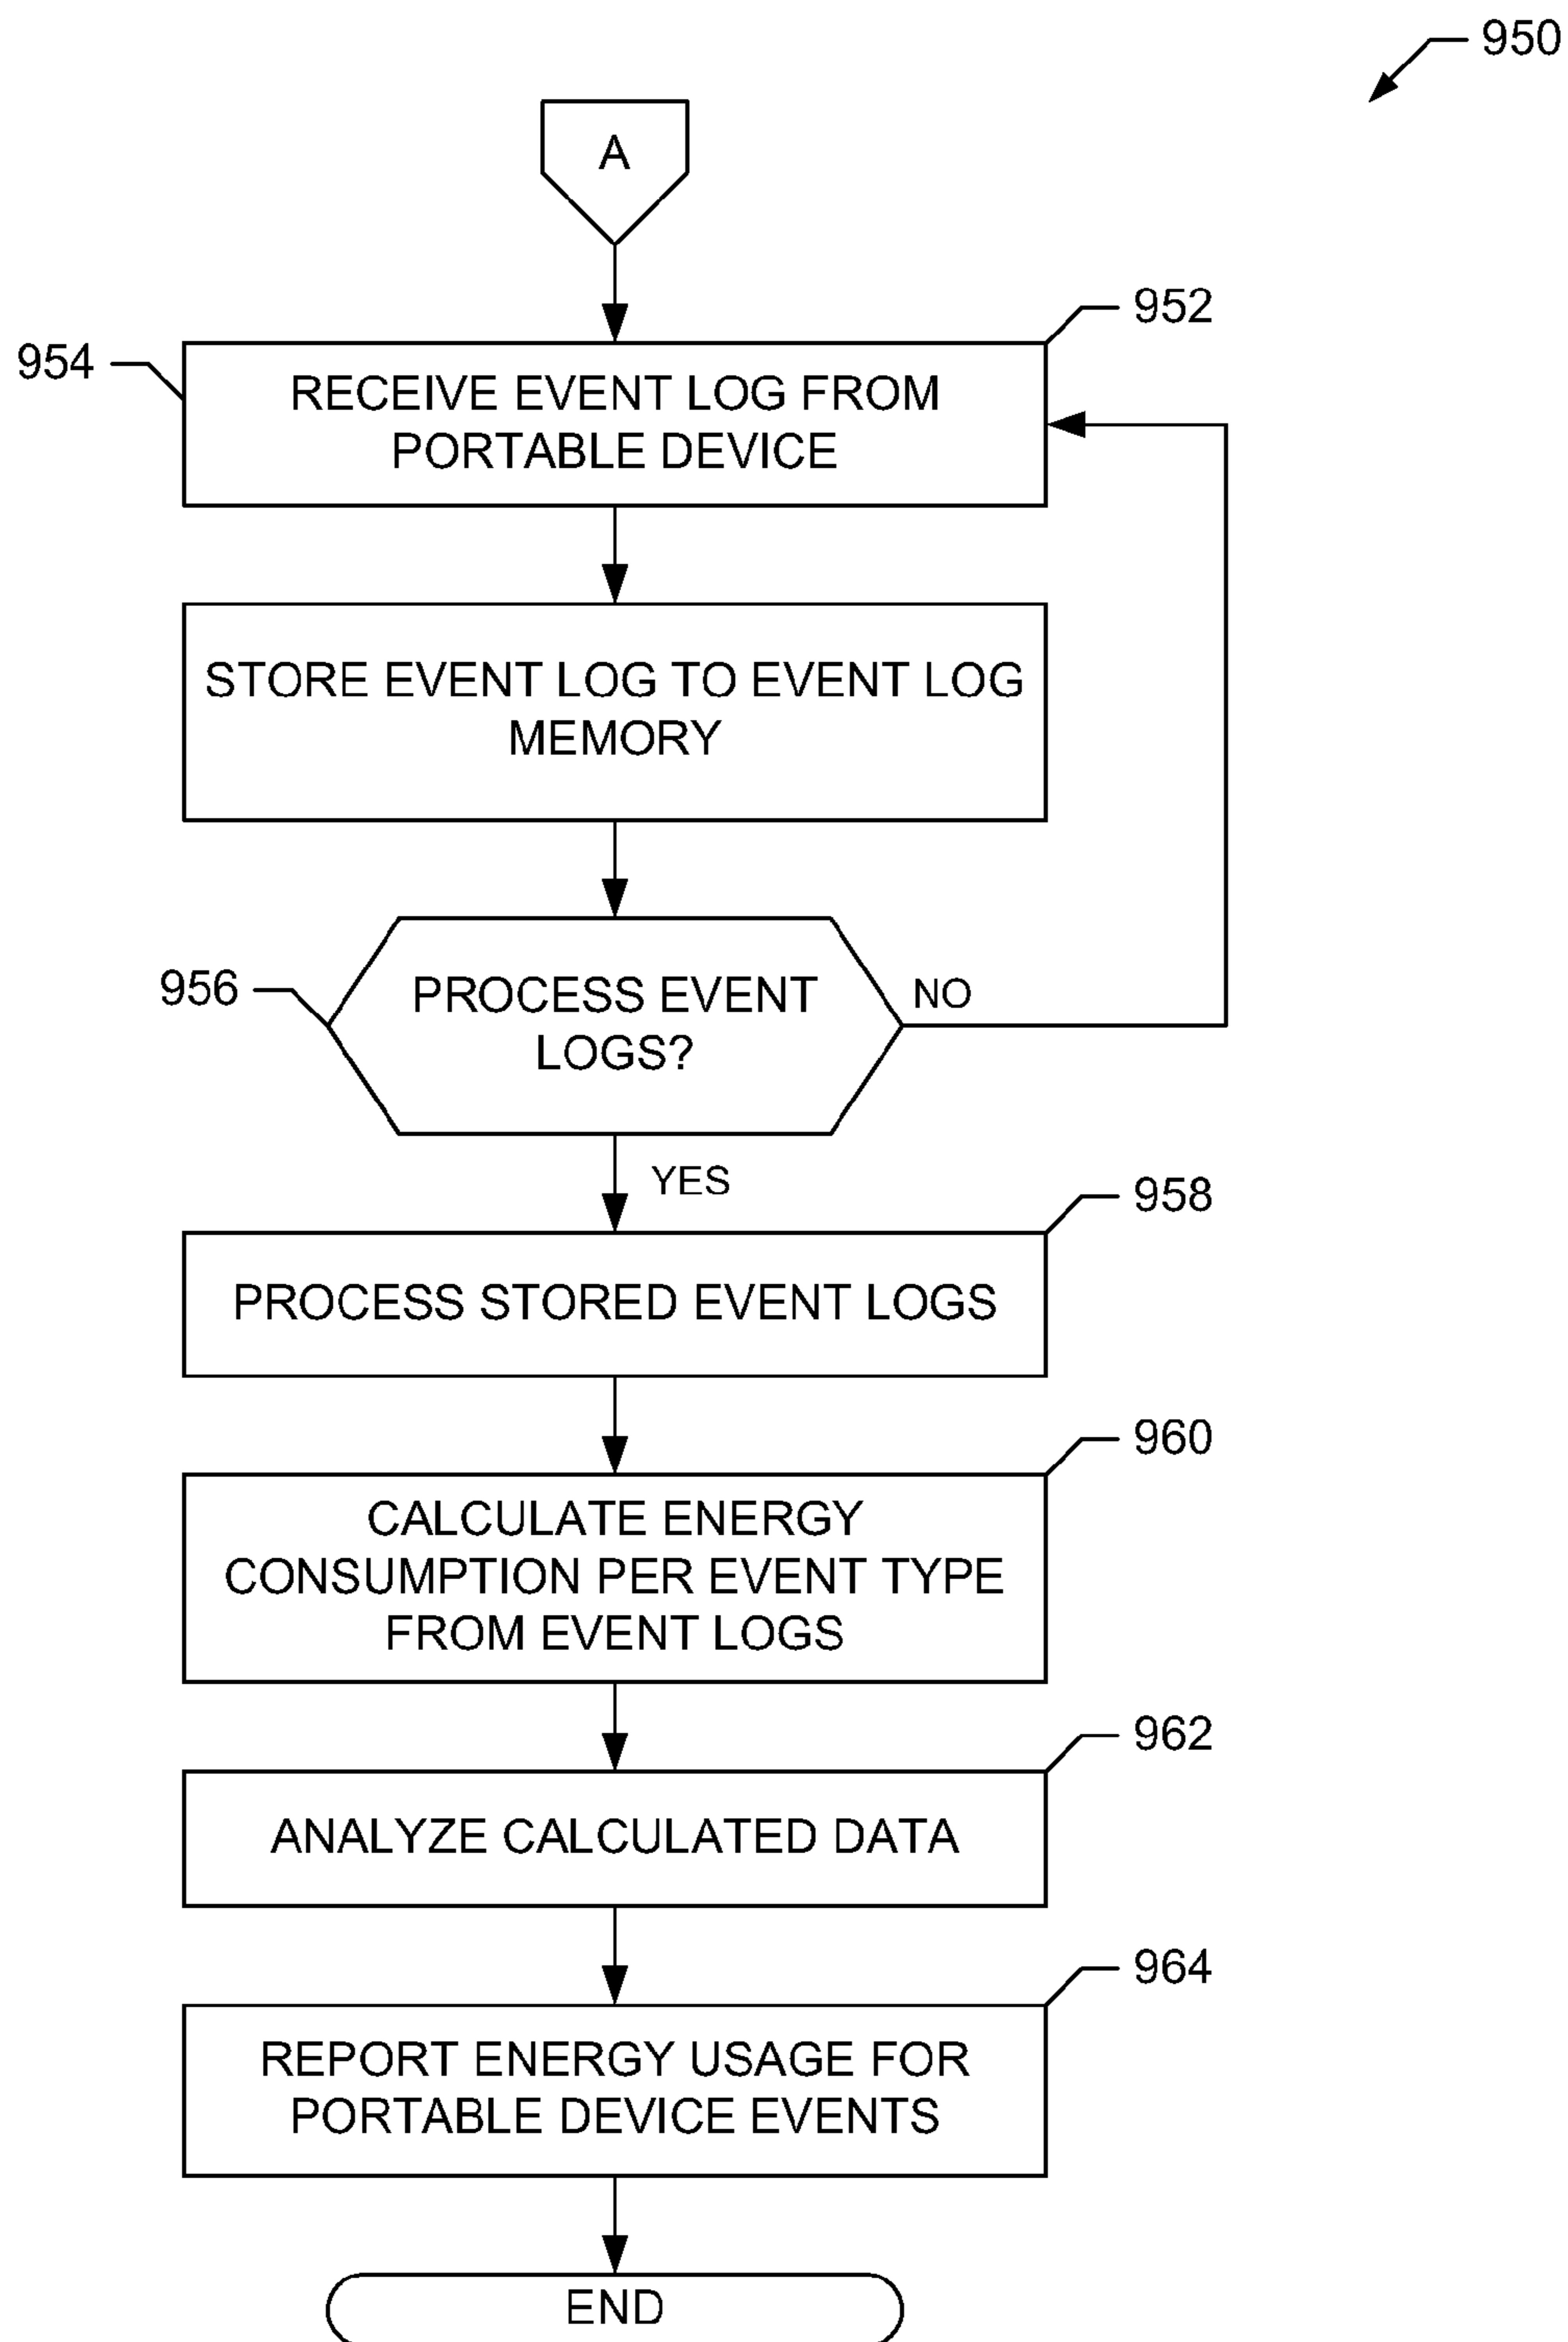 950
A
952
954
RECEIVE EVENT LOG FROM
PORTABLE DEVICE
STORE EVENT LOG TO EVENT LOG
MEMORY
956
PROCESS EVENT
LOGS?
NO
YES
958
PROCESS STORED EVENT LOGS
960
CALCULATE ENERGY
CONSUMPTION PER EVENT TYPE
FROM EVENT LOGS
962
ANALYZE CALCULATED DATA
964
REPORT ENERGY USAGE FOR
PORTABLE DEVICE EVENTS
END